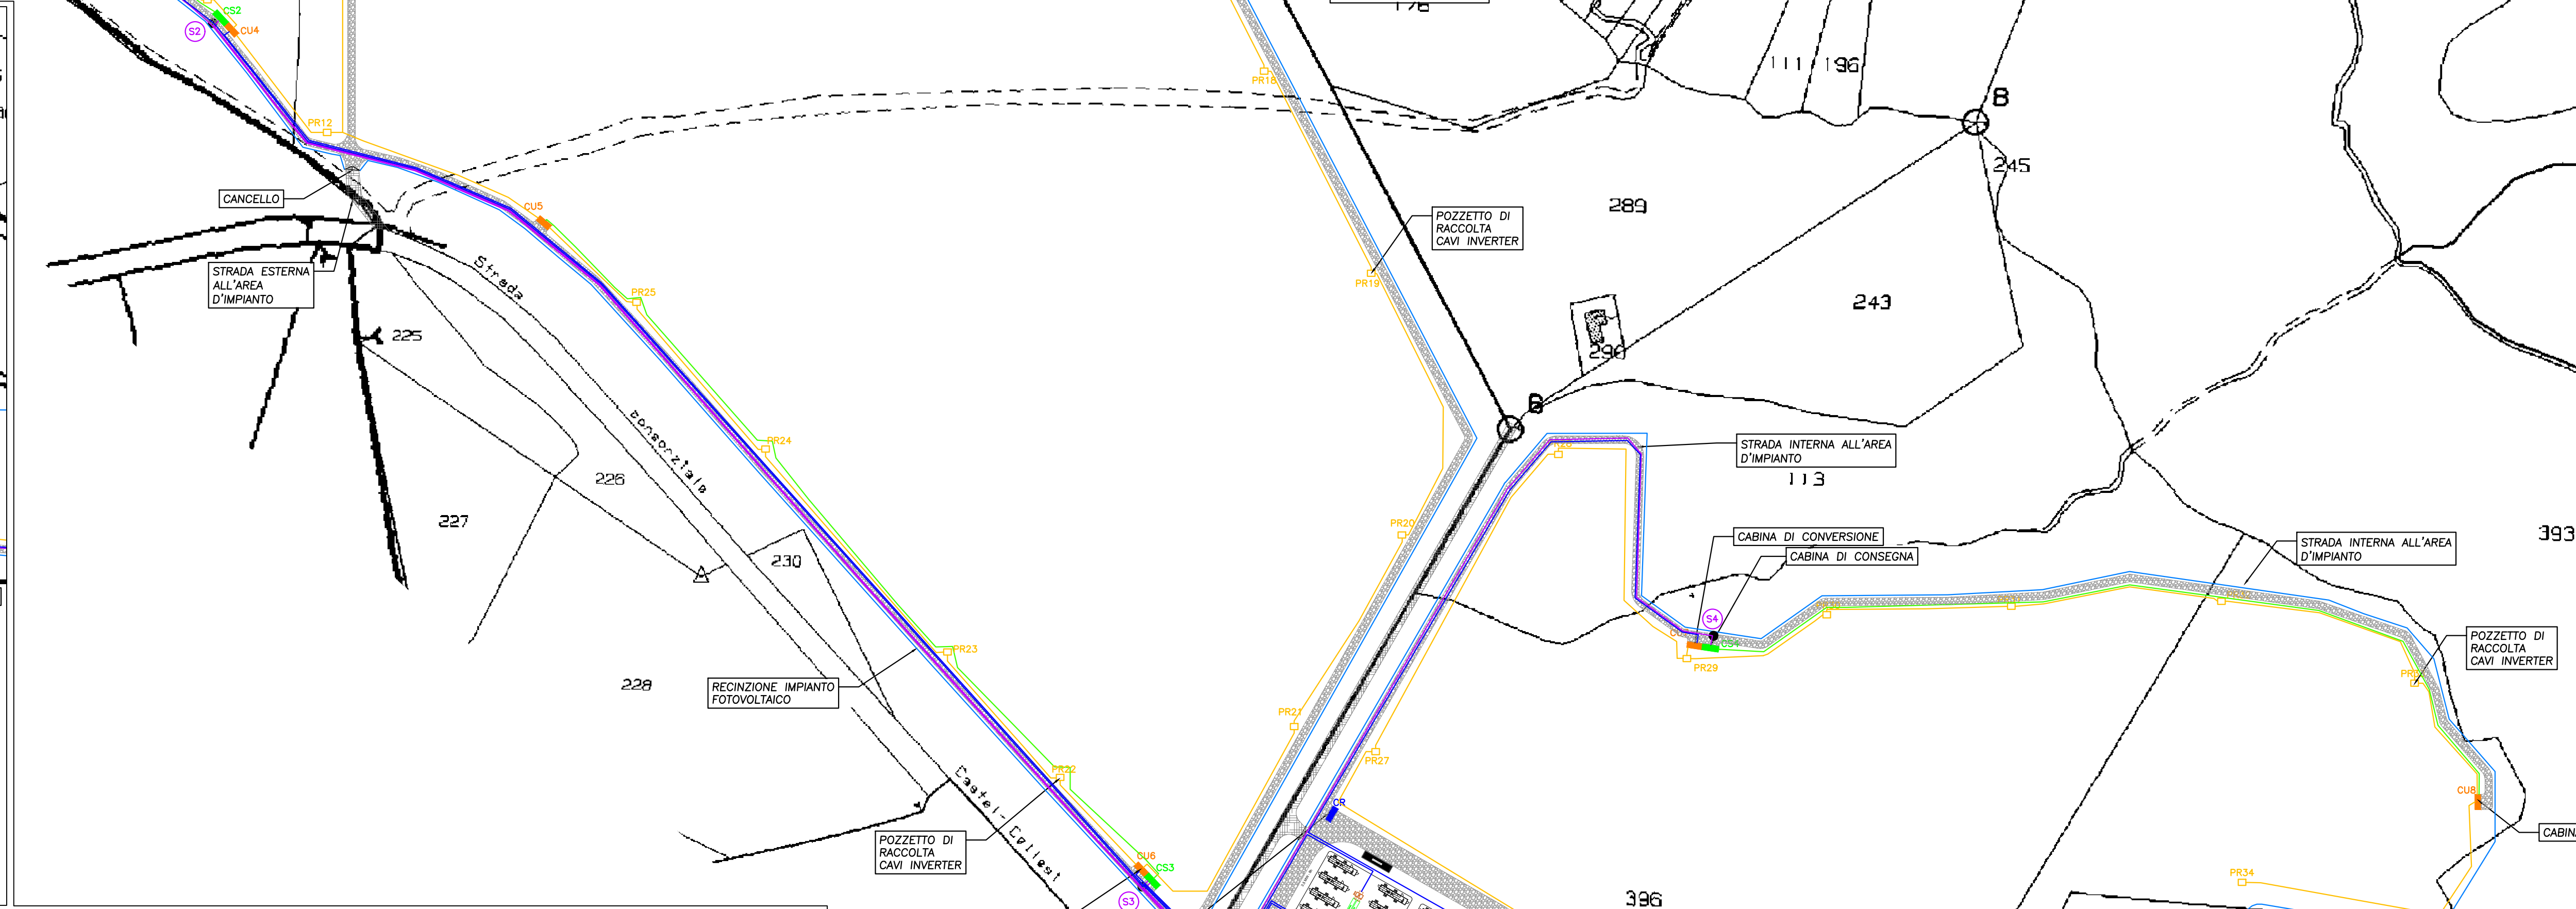 CS2
CU4
S2
PR12
CANCELLO
STRADA ESTERNA
ALL'AREA
D'IMPIANTO
CU5
Strada
consorziale
PR25
225
226
227
PR24
230
228
PR23
RECINZIONE IMPIANTO
FOTOVOLTAICO
PR22
POZZETTO DI
RACCOLTA
CAVI INVERTER
CU6
CS3
S3
176
PR18
PR19
POZZETTO DI
RACCOLTA
CAVI INVERTER
111
196
B
245
289
243
290
6
PR20
PR21
STRADA INTERNA ALL'AREA
D'IMPIANTO
113
CABINA DI CONVERSIONE
CABINA DI CONSEGNA
S4
PR29
PR27
CR
396
393
STRADA INTERNA ALL'AREA
D'IMPIANTO
POZZETTO DI
RACCOLTA
CAVI INVERTER
CU8
PR34